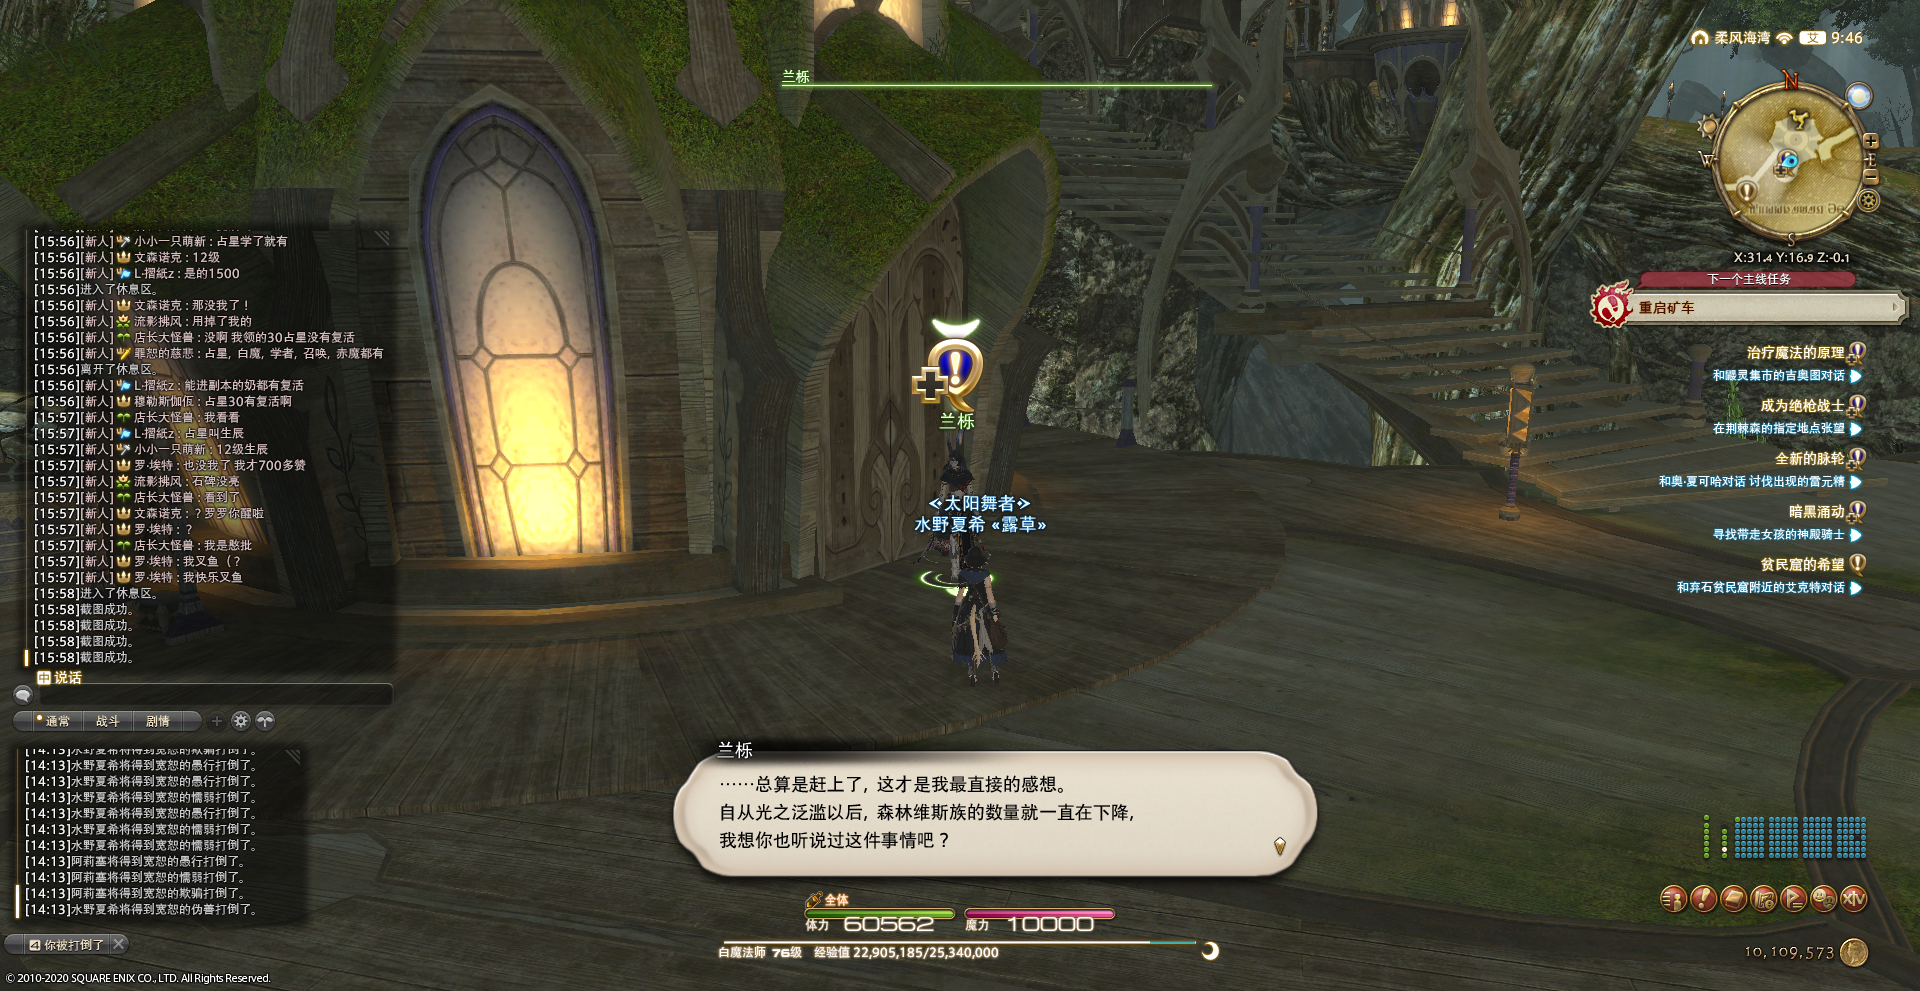 兰栎
柔风海湾 艾 9:46
N
W
E
S
X:31.4 Y:16.9 Z:-0.1
下一个主线任务
重启矿车
治疗魔法的原理
和鼹灵集市的吉奥图对话
成为绝枪战士
在荆棘森的指定地点张望
全新的脉轮
和奥·夏可哈对话 讨伐出现的雷元精
暗黑涌动
寻找带走女孩的神殿骑士
贫民窟的希望
和弃石贫民窟附近的艾克特对话
[15:56][新人]小小一只萌新：占星学了就有
[15:56][新人]文森诺克：12级
[15:56][新人]L-摺紙z：是的1500
[15:56]进入了休息区。
[15:56][新人]文森诺克：那没我了！
[15:56][新人]流影拂风：用掉了我的
[15:56][新人]店长大怪兽：没啊 我领的30占星没有复活
[15:56][新人]罪恕的慈悲：占星，白魔，学者，召唤，赤魔都有
[15:56]离开了休息区。
[15:56][新人]L-摺紙z：能进副本的奶都有复活
[15:56][新人]穆勒斯伽佤：占星30有复活啊
[15:57][新人]店长大怪兽：我看看
[15:57][新人]L-摺紙z：占星叫生辰
[15:57][新人]小小一只萌新：12级生辰
[15:57][新人]罗·埃特：也没我了 我才700多赞
[15:57][新人]流影拂风：石碑没亮
[15:57][新人]店长大怪兽：看到了
[15:57][新人]文森诺克：？罗罗你醒啦
[15:57][新人]罗·埃特：？
[15:57][新人]店长大怪兽：我是憨批
[15:57][新人]罗·埃特：我叉鱼（？
[15:57][新人]罗·埃特：我快乐叉鱼
[15:58]进入了休息区。
[15:58]截图成功。
[15:58]截图成功。
[15:58]截图成功。
[15:58]截图成功。
说话
通常 战斗 剧情
[14:13]水野夏希将得到宽恕的欺骗打倒了。
[14:13]水野夏希将得到宽恕的愚行打倒了。
[14:13]水野夏希将得到宽恕的愚行打倒了。
[14:13]水野夏希将得到宽恕的懦弱打倒了。
[14:13]水野夏希将得到宽恕的愚行打倒了。
[14:13]水野夏希将得到宽恕的懦弱打倒了。
[14:13]水野夏希将得到宽恕的懦弱打倒了。
[14:13]阿莉塞将得到宽恕的愚行打倒了。
[14:13]阿莉塞将得到宽恕的懦弱打倒了。
[14:13]阿莉塞将得到宽恕的欺骗打倒了。
[14:13]水野夏希将得到宽恕的伪善打倒了。
4 你被打倒了
© 2010-2020 SQUARE ENIX CO., LTD. All Rights Reserved.
兰栎
太阳舞者
水野夏希 «露草»
兰栎
……总算是赶上了，这才是我最直接的感想。
自从光之泛滥以后，森林维斯族的数量就一直在下降，
我想你也听说过这件事情吧？
全体
体力 60562 魔力 10000
白魔法师 76级 经验值 22,905,185/25,340,000
XIV
10,109,573